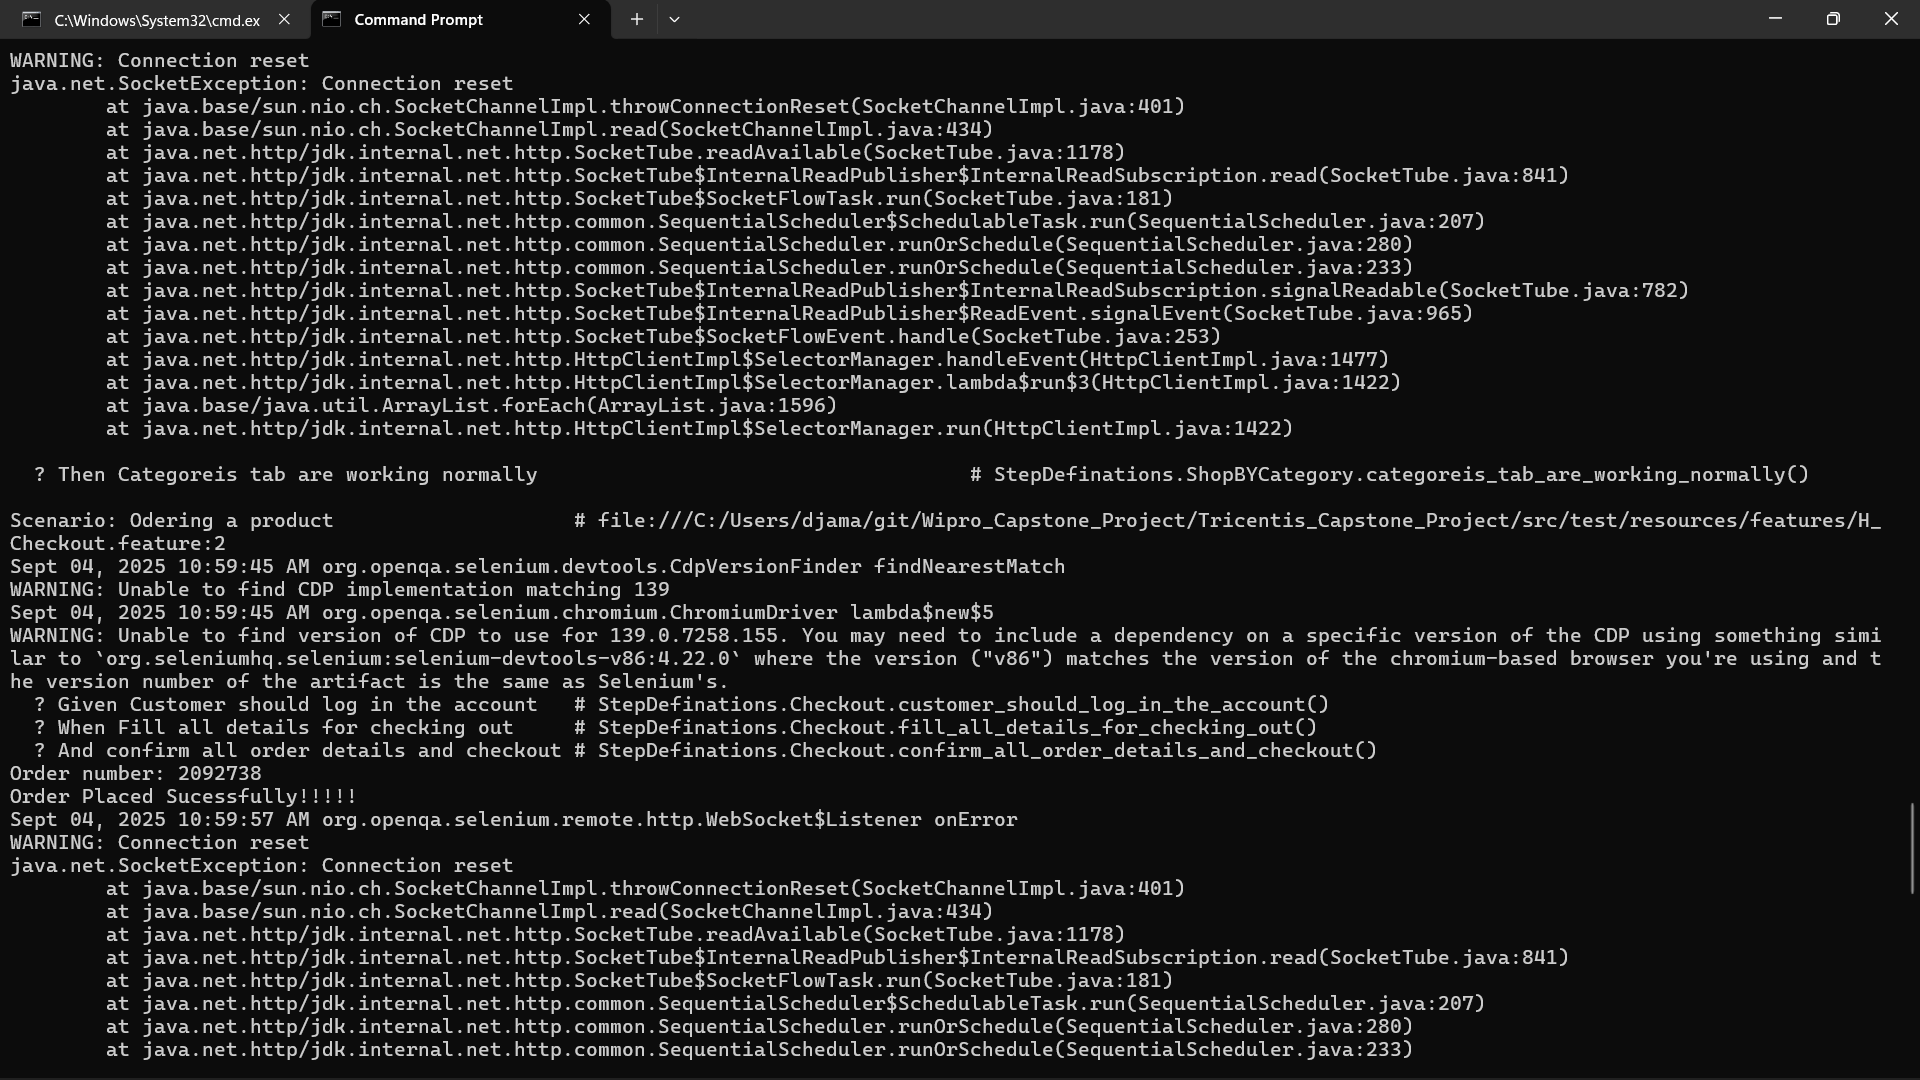 C:\Windows\System32\cmd.ex
Command Prompt
WARNING: Connection reset
java.net.SocketException: Connection reset
        at java.base/sun.nio.ch.SocketChannelImpl.throwConnectionReset(SocketChannelImpl.java:401)
        at java.base/sun.nio.ch.SocketChannelImpl.read(SocketChannelImpl.java:434)
        at java.net.http/jdk.internal.net.http.SocketTube.readAvailable(SocketTube.java:1178)
        at java.net.http/jdk.internal.net.http.SocketTube$InternalReadPublisher$InternalReadSubscription.read(SocketTube.java:841)
        at java.net.http/jdk.internal.net.http.SocketTube$SocketFlowTask.run(SocketTube.java:181)
        at java.net.http/jdk.internal.net.http.common.SequentialScheduler$SchedulableTask.run(SequentialScheduler.java:207)
        at java.net.http/jdk.internal.net.http.common.SequentialScheduler.runOrSchedule(SequentialScheduler.java:280)
        at java.net.http/jdk.internal.net.http.common.SequentialScheduler.runOrSchedule(SequentialScheduler.java:233)
        at java.net.http/jdk.internal.net.http.SocketTube$InternalReadPublisher$InternalReadSubscription.signalReadable(SocketTube.java:782)
        at java.net.http/jdk.internal.net.http.SocketTube$InternalReadPublisher$ReadEvent.signalEvent(SocketTube.java:965)
        at java.net.http/jdk.internal.net.http.SocketTube$SocketFlowEvent.handle(SocketTube.java:253)
        at java.net.http/jdk.internal.net.http.HttpClientImpl$SelectorManager.handleEvent(HttpClientImpl.java:1477)
        at java.net.http/jdk.internal.net.http.HttpClientImpl$SelectorManager.lambda$run$3(HttpClientImpl.java:1422)
        at java.base/java.util.ArrayList.forEach(ArrayList.java:1596)
        at java.net.http/jdk.internal.net.http.HttpClientImpl$SelectorManager.run(HttpClientImpl.java:1422)
  ? Then Categoreis tab are working normally                                    # StepDefinations.ShopBYCategory.categoreis_tab_are_working_normally()
Scenario: Odering a product                    # file:///C:/Users/djama/git/Wipro_Capstone_Project/Tricentis_Capstone_Project/src/test/resources/features/H_
Checkout.feature:2
Sept 04, 2025 10:59:45 AM org.openqa.selenium.devtools.CdpVersionFinder findNearestMatch
WARNING: Unable to find CDP implementation matching 139
Sept 04, 2025 10:59:45 AM org.openqa.selenium.chromium.ChromiumDriver lambda$new$5
WARNING: Unable to find version of CDP to use for 139.0.7258.155. You may need to include a dependency on a specific version of the CDP using something simi
lar to `org.seleniumhq.selenium:selenium-devtools-v86:4.22.0` where the version ("v86") matches the version of the chromium-based browser you're using and t
he version number of the artifact is the same as Selenium's.
  ? Given Customer should log in the account   # StepDefinations.Checkout.customer_should_log_in_the_account()
  ? When Fill all details for checking out     # StepDefinations.Checkout.fill_all_details_for_checking_out()
  ? And confirm all order details and checkout # StepDefinations.Checkout.confirm_all_order_details_and_checkout()
Order number: 2092738
Order Placed Sucessfully!!!!!
Sept 04, 2025 10:59:57 AM org.openqa.selenium.remote.http.WebSocket$Listener onError
WARNING: Connection reset
java.net.SocketException: Connection reset
        at java.base/sun.nio.ch.SocketChannelImpl.throwConnectionReset(SocketChannelImpl.java:401)
        at java.base/sun.nio.ch.SocketChannelImpl.read(SocketChannelImpl.java:434)
        at java.net.http/jdk.internal.net.http.SocketTube.readAvailable(SocketTube.java:1178)
        at java.net.http/jdk.internal.net.http.SocketTube$InternalReadPublisher$InternalReadSubscription.read(SocketTube.java:841)
        at java.net.http/jdk.internal.net.http.SocketTube$SocketFlowTask.run(SocketTube.java:181)
        at java.net.http/jdk.internal.net.http.common.SequentialScheduler$SchedulableTask.run(SequentialScheduler.java:207)
        at java.net.http/jdk.internal.net.http.common.SequentialScheduler.runOrSchedule(SequentialScheduler.java:280)
        at java.net.http/jdk.internal.net.http.common.SequentialScheduler.runOrSchedule(SequentialScheduler.java:233)